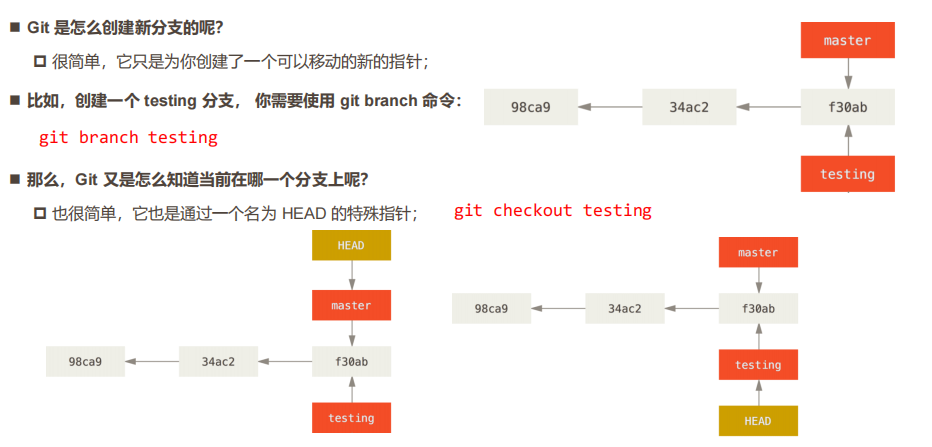 Git 是怎么创建新分支的呢？
很简单，它只是为你创建了一个可以移动的新的指针；
比如，创建一个 testing 分支， 你需要使用 git branch 命令：
git branch testing
master
98ca9 34ac2 f30ab
testing
那么，Git 又是怎么知道当前在哪一个分支上呢？
也很简单，它也是通过一个名为 HEAD 的特殊指针；
git checkout testing
HEAD
master
98ca9 34ac2 f30ab
testing
master
98ca9 34ac2 f30ab
testing
HEAD